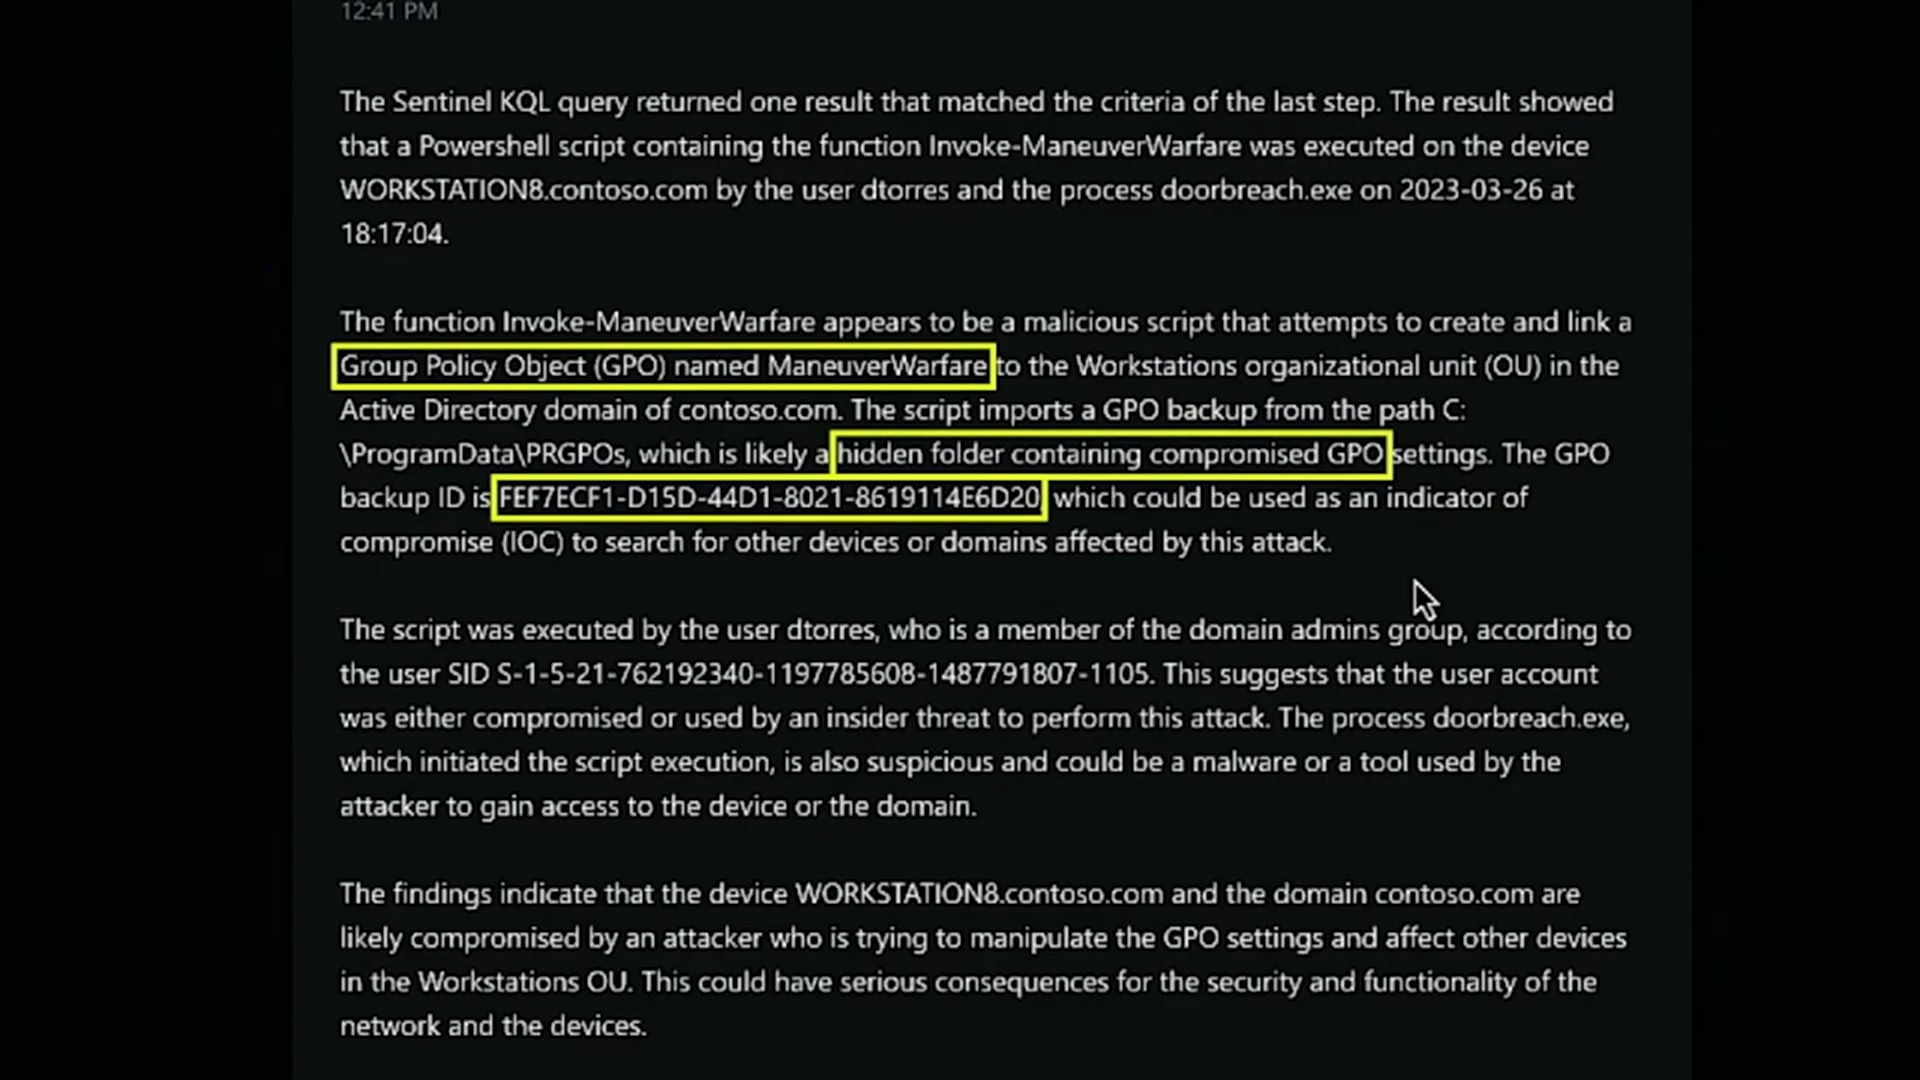 12:41 PM
The Sentinel KQL query returned one result that matched the criteria of the last step. The result showed
that a Powershell script containing the function Invoke-ManeuverWarfare was executed on the device
WORKSTATION8.contoso.com by the user dtorres and the process doorbreach.exe on 2023-03-26 at
18:17:04.
The function Invoke-ManeuverWarfare appears to be a malicious script that attempts to create and link a
Group Policy Object (GPO) named ManeuverWarfare to the Workstations organizational unit (OU) in the
Active Directory domain of contoso.com. The script imports a GPO backup from the path C:
\ProgramData\PRGPOs, which is likely a hidden folder containing compromised GPO settings. The GPO
backup ID is FEF7ECF1-D15D-44D1-8021-8619114E6D20, which could be used as an indicator of
compromise (IOC) to search for other devices or domains affected by this attack.
The script was executed by the user dtorres, who is a member of the domain admins group, according to
the user SID S-1-5-21-762192340-1197785608-1487791807-1105. This suggests that the user account
was either compromised or used by an insider threat to perform this attack. The process doorbreach.exe,
which initiated the script execution, is also suspicious and could be a malware or a tool used by the
attacker to gain access to the device or the domain.
The findings indicate that the device WORKSTATION8.contoso.com and the domain contoso.com are
likely compromised by an attacker who is trying to manipulate the GPO settings and affect other devices
in the Workstations OU. This could have serious consequences for the security and functionality of the
network and the devices.